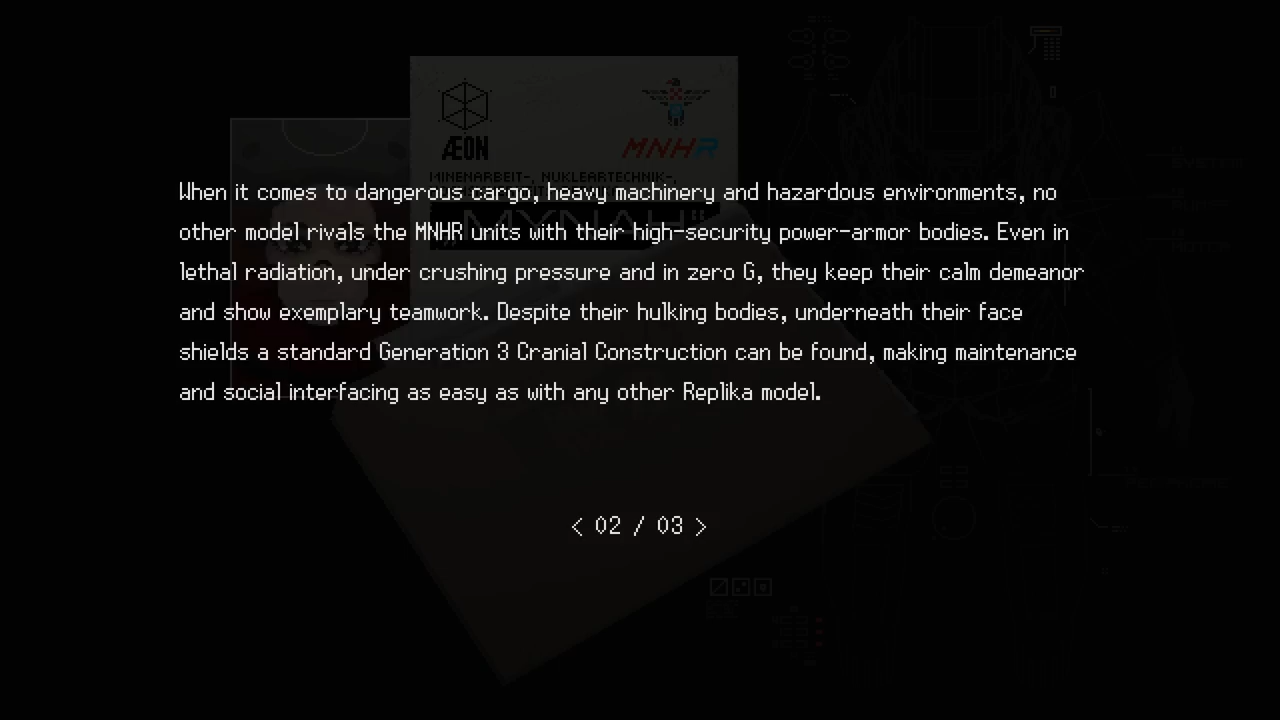 ÆON
MNHR
MINENARBEIT-, NUKLEARTECHNIK-,
"MYNAH"
When it comes to dangerous cargo, heavy machinery and hazardous environments, no
other model rivals the MNHR units with their high-security power-armor bodies. Even in
lethal radiation, under crushing pressure and in zero G, they keep their calm demeanor
and show exemplary teamwork. Despite their hulking bodies, underneath their face
shields a standard Generation 3 Cranial Construction can be found, making maintenance
and social interfacing as easy as with any other Replika model.
< 02 / 03 >